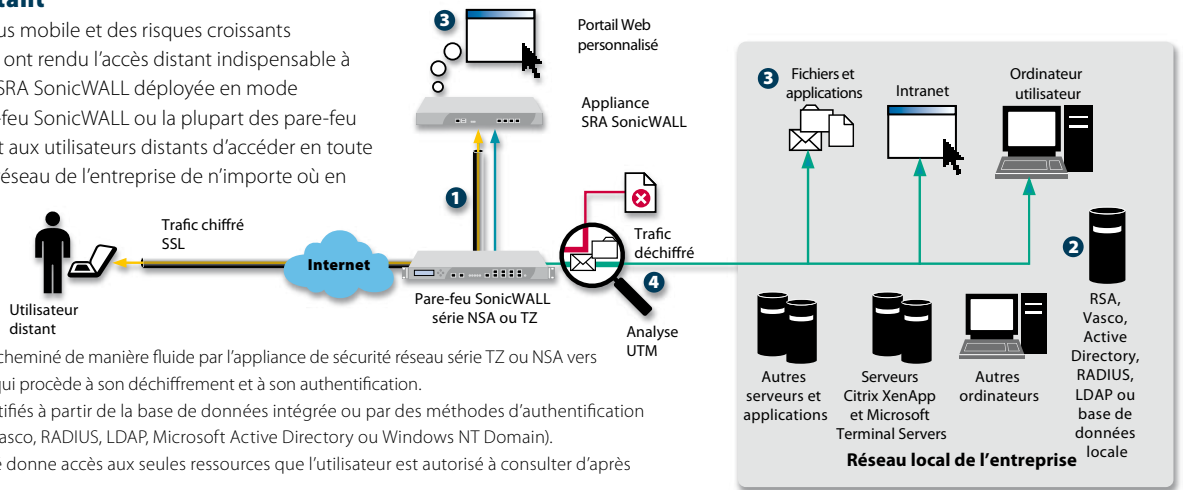 stant
us mobile et des risques croissants
ont rendu l'accès distant indispensable à
SRA SonicWALL déployée en mode
-feu SonicWALL ou la plupart des pare-feu
t aux utilisateurs distants d'accéder en toute
réseau de l'entreprise de n'importe où en
3
Portail Web
personnalisé
Appliance
SRA SonicWALL
1
Trafic chiffré
SSL
Internet
Utilisateur
distant
Pare-feu SonicWALL
série NSA ou TZ
Trafic
déchiffré
4
Analyse
UTM
3
Fichiers et
applications
Intranet
Ordinateur
utilisateur
2
RSA,
Vasco,
Active
Directory,
RADIUS,
LDAP ou
base de
données
locale
Autres
serveurs et
applications
Serveurs
Citrix XenApp
et Microsoft
Terminal Servers
Autres
ordinateurs
Réseau local de l'entreprise
cheminé de manière fluide par l'appliance de sécurité réseau série TZ ou NSA vers
qui procède à son déchiffrement et à son authentification.
tifiés à partir de la base de données intégrée ou par des méthodes d'authentification
asco, RADIUS, LDAP, Microsoft Active Directory ou Windows NT Domain).
e donne accès aux seules ressources que l'utilisateur est autorisé à consulter d'après